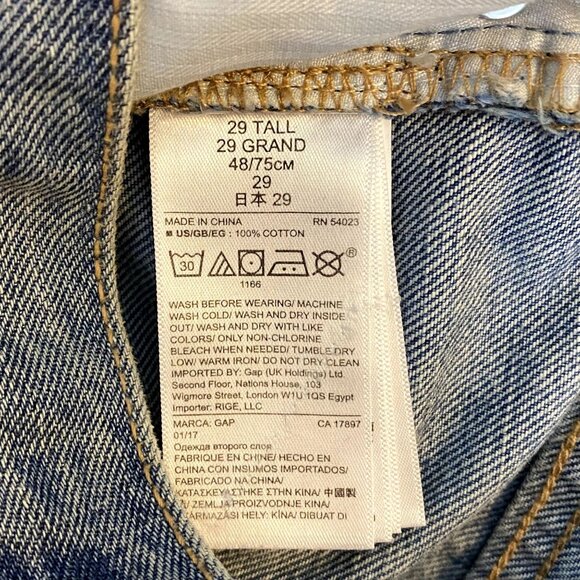 29 TALL
29 GRAND
48/75CM
29
日本 29
MADE IN CHINA RN 54023
US/GB/EG : 100% COTTON
30
1166
®
WASH BEFORE WEARING/ MACHINE
WASH COLD/ WASH AND DRY INSIDE
OUT/ WASH AND DRY WITH LIKE
COLORS/ ONLY NON-CHLORINE
BLEACH WHEN NEEDED/ TUMBLE DRY
LOW/ WARM IRON/ DO NOT DRY CLEAN
IMPORTED BY: Gap (UK Holdings) Ltd.
Second Floor, Nations House, 103
Wigmore Street, London W1U 1QS Egypt
Importer: RIGE, LLC
MARCA: GAP CA 17897
01/17
Одежда второго слоя
FABRIQUE EN CHINE/ HECHO EN
CHINA CON INSUMOS IMPORTADOS/
FABRICADO NA CHINA/
ΚΑΤΑΣΚΕΥΑΣΤΗΚΕ ΣΤΗΝ ΚΙΝΑ/ 中國製
ZEMLJA PROIZVODNJE/ KINA/
HELY: KÍNA/ DIBUAT DI